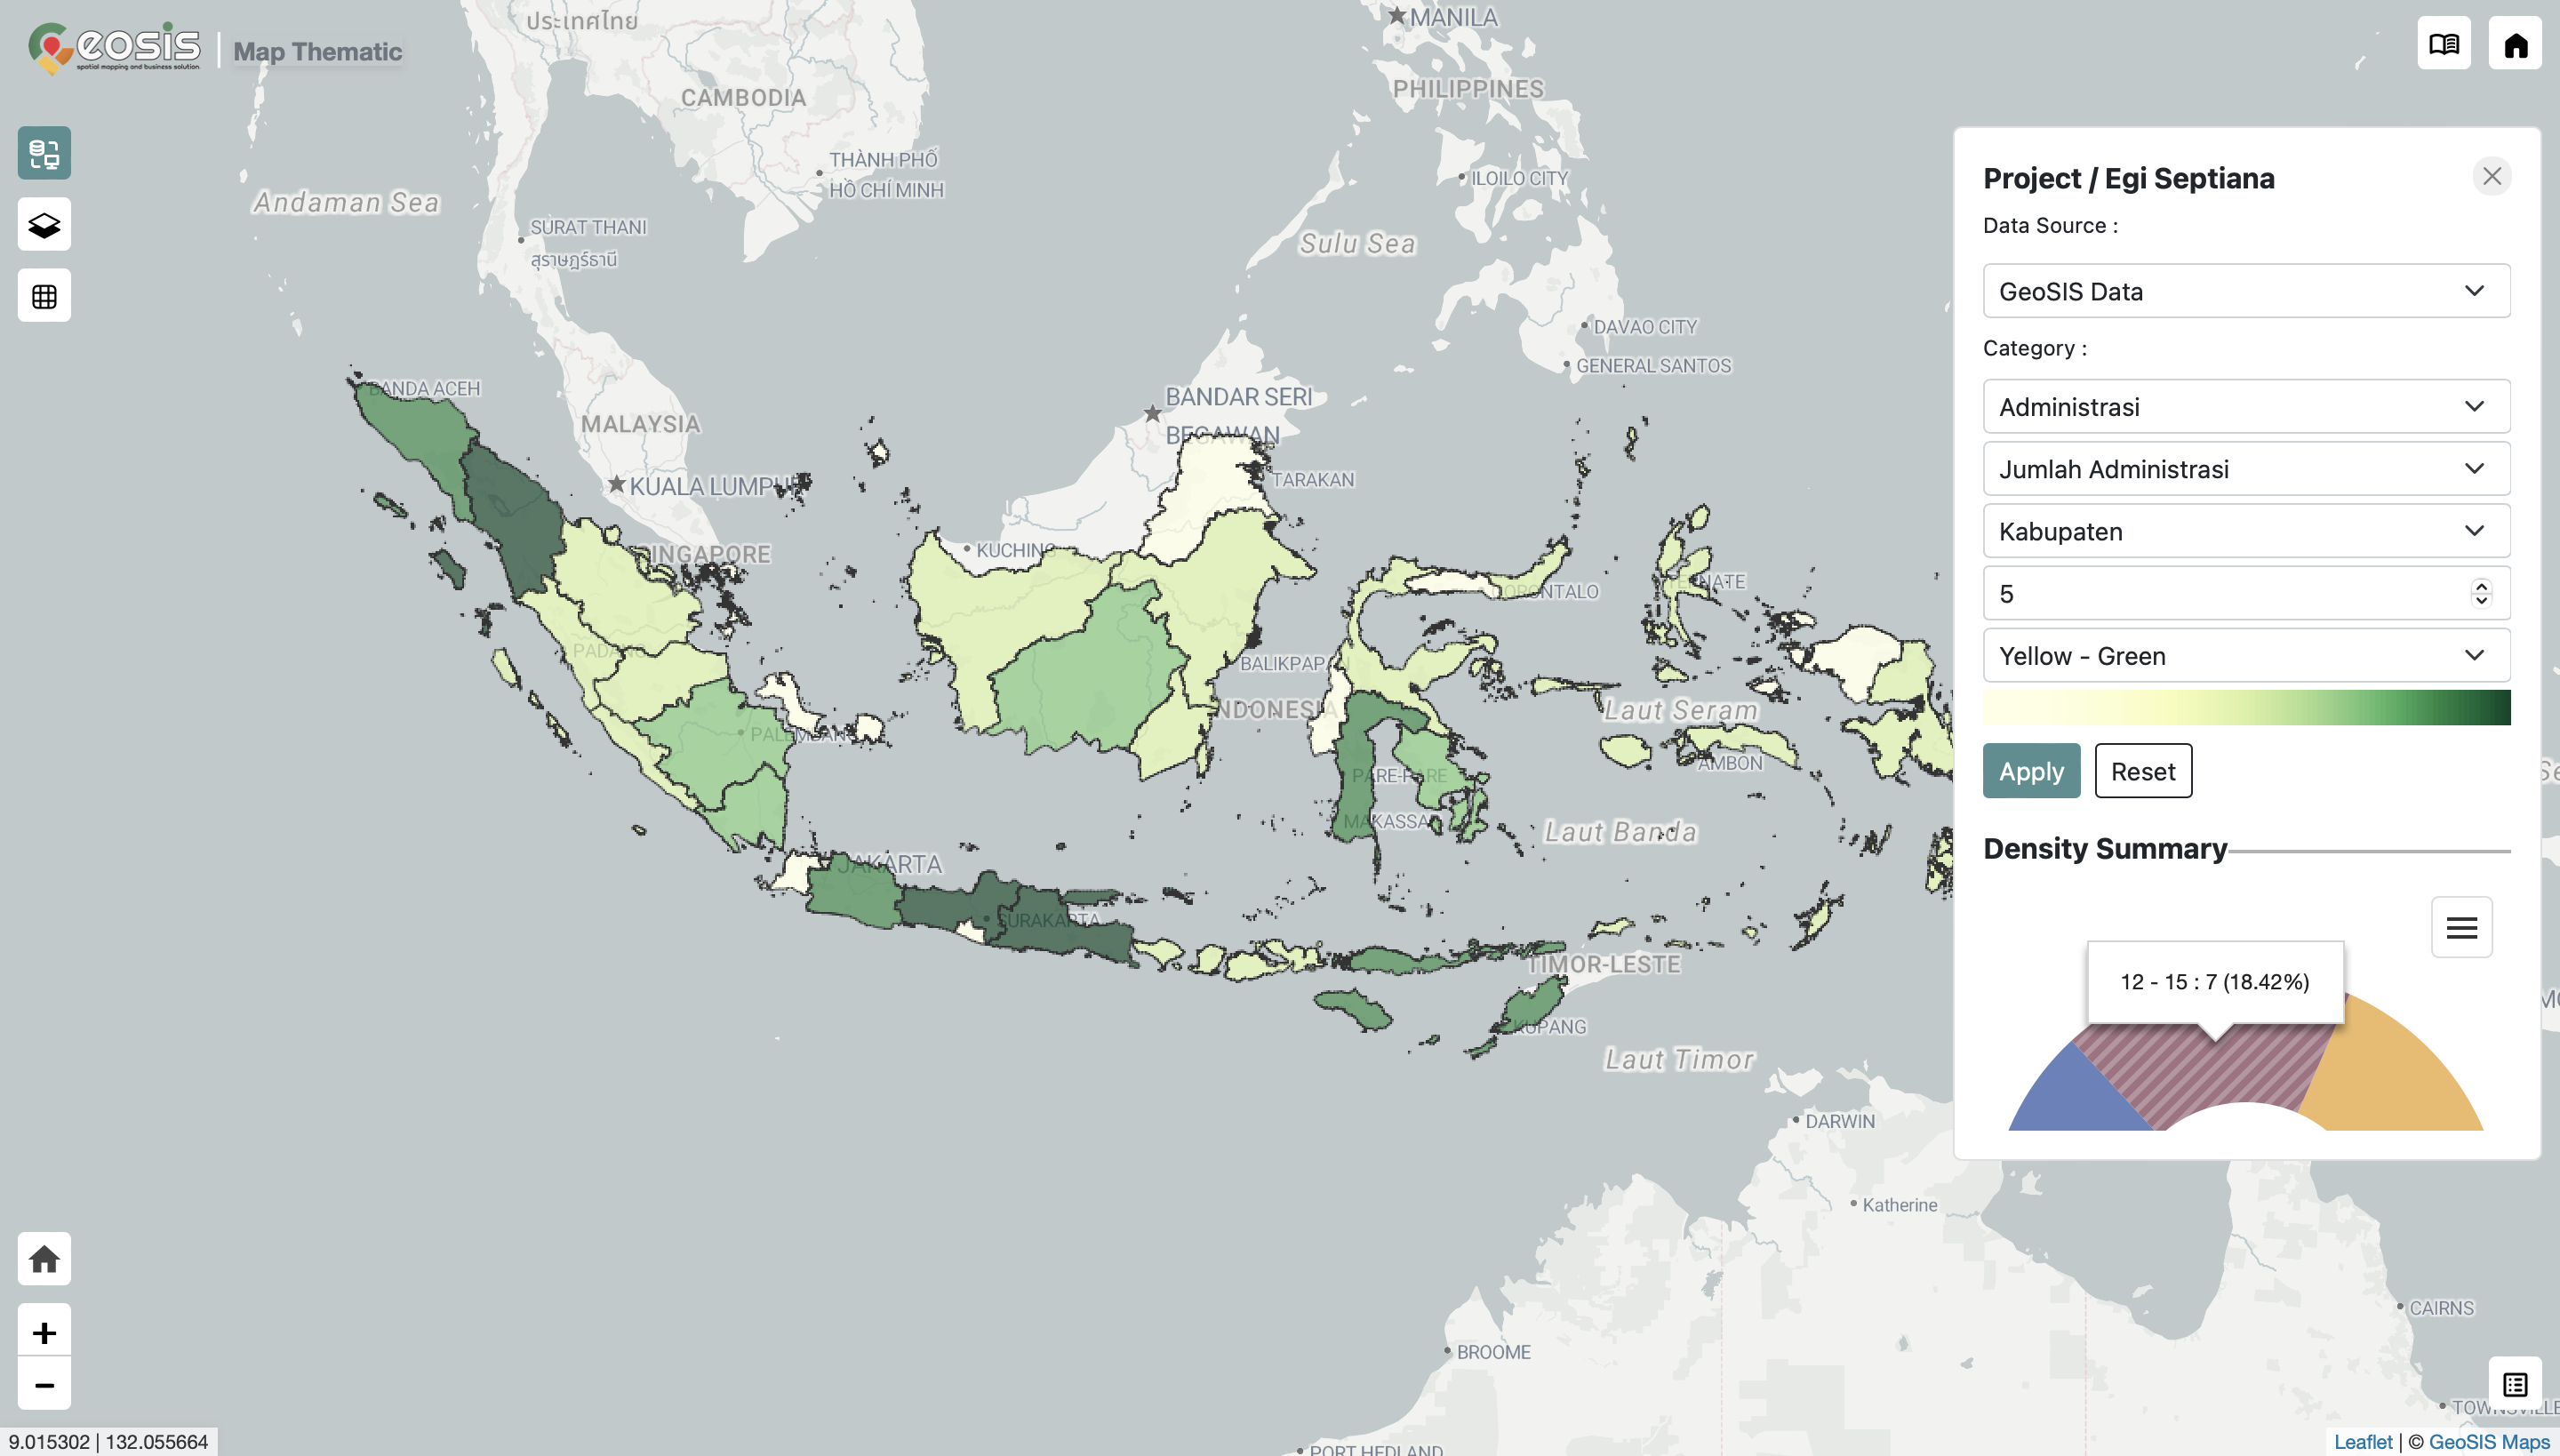 ประเทศไทย
MANILA
eosis
spatial mapping and business solution
Map Thematic
PHILIPPINES
CAMBODIA
THÀNH PHỐ
HỒ CHÍ MINH
ILOILO CITY
Andaman Sea
SURAT THANI
สุราษฎร์ธานี
Sulu Sea
DAVAO CITY
GENERAL SANTOS
BANDA ACEH
MALAYSIA
BANDAR SERI
BEGAWAN
KUALA LUMPU
TARAKAN
KUCHING
INGAPORE
GORONTALO
TERNATE
PADANG
BALIKPAPAN
NDONESIA
Laut Seram
PALEMBANG
AMBON
PARE-PARE
MAKASSA
Laut Banda
JAKARTA
SURAKARTA
TIMOR-LESTE
KUPANG
Laut Timor
DARWIN
Katherine
CAIRNS
BROOME
TOWNSVILLE
PORT HEDLAND
Project / Egi Septiana
Data Source :
GeoSIS Data
Category :
Administrasi
Jumlah Administrasi
Kabupaten
5
Yellow - Green
Apply
Reset
Density Summary
12 - 15 : 7 (18.42%)
9.015302 | 132.055664
Leaflet | © GeoSIS Maps